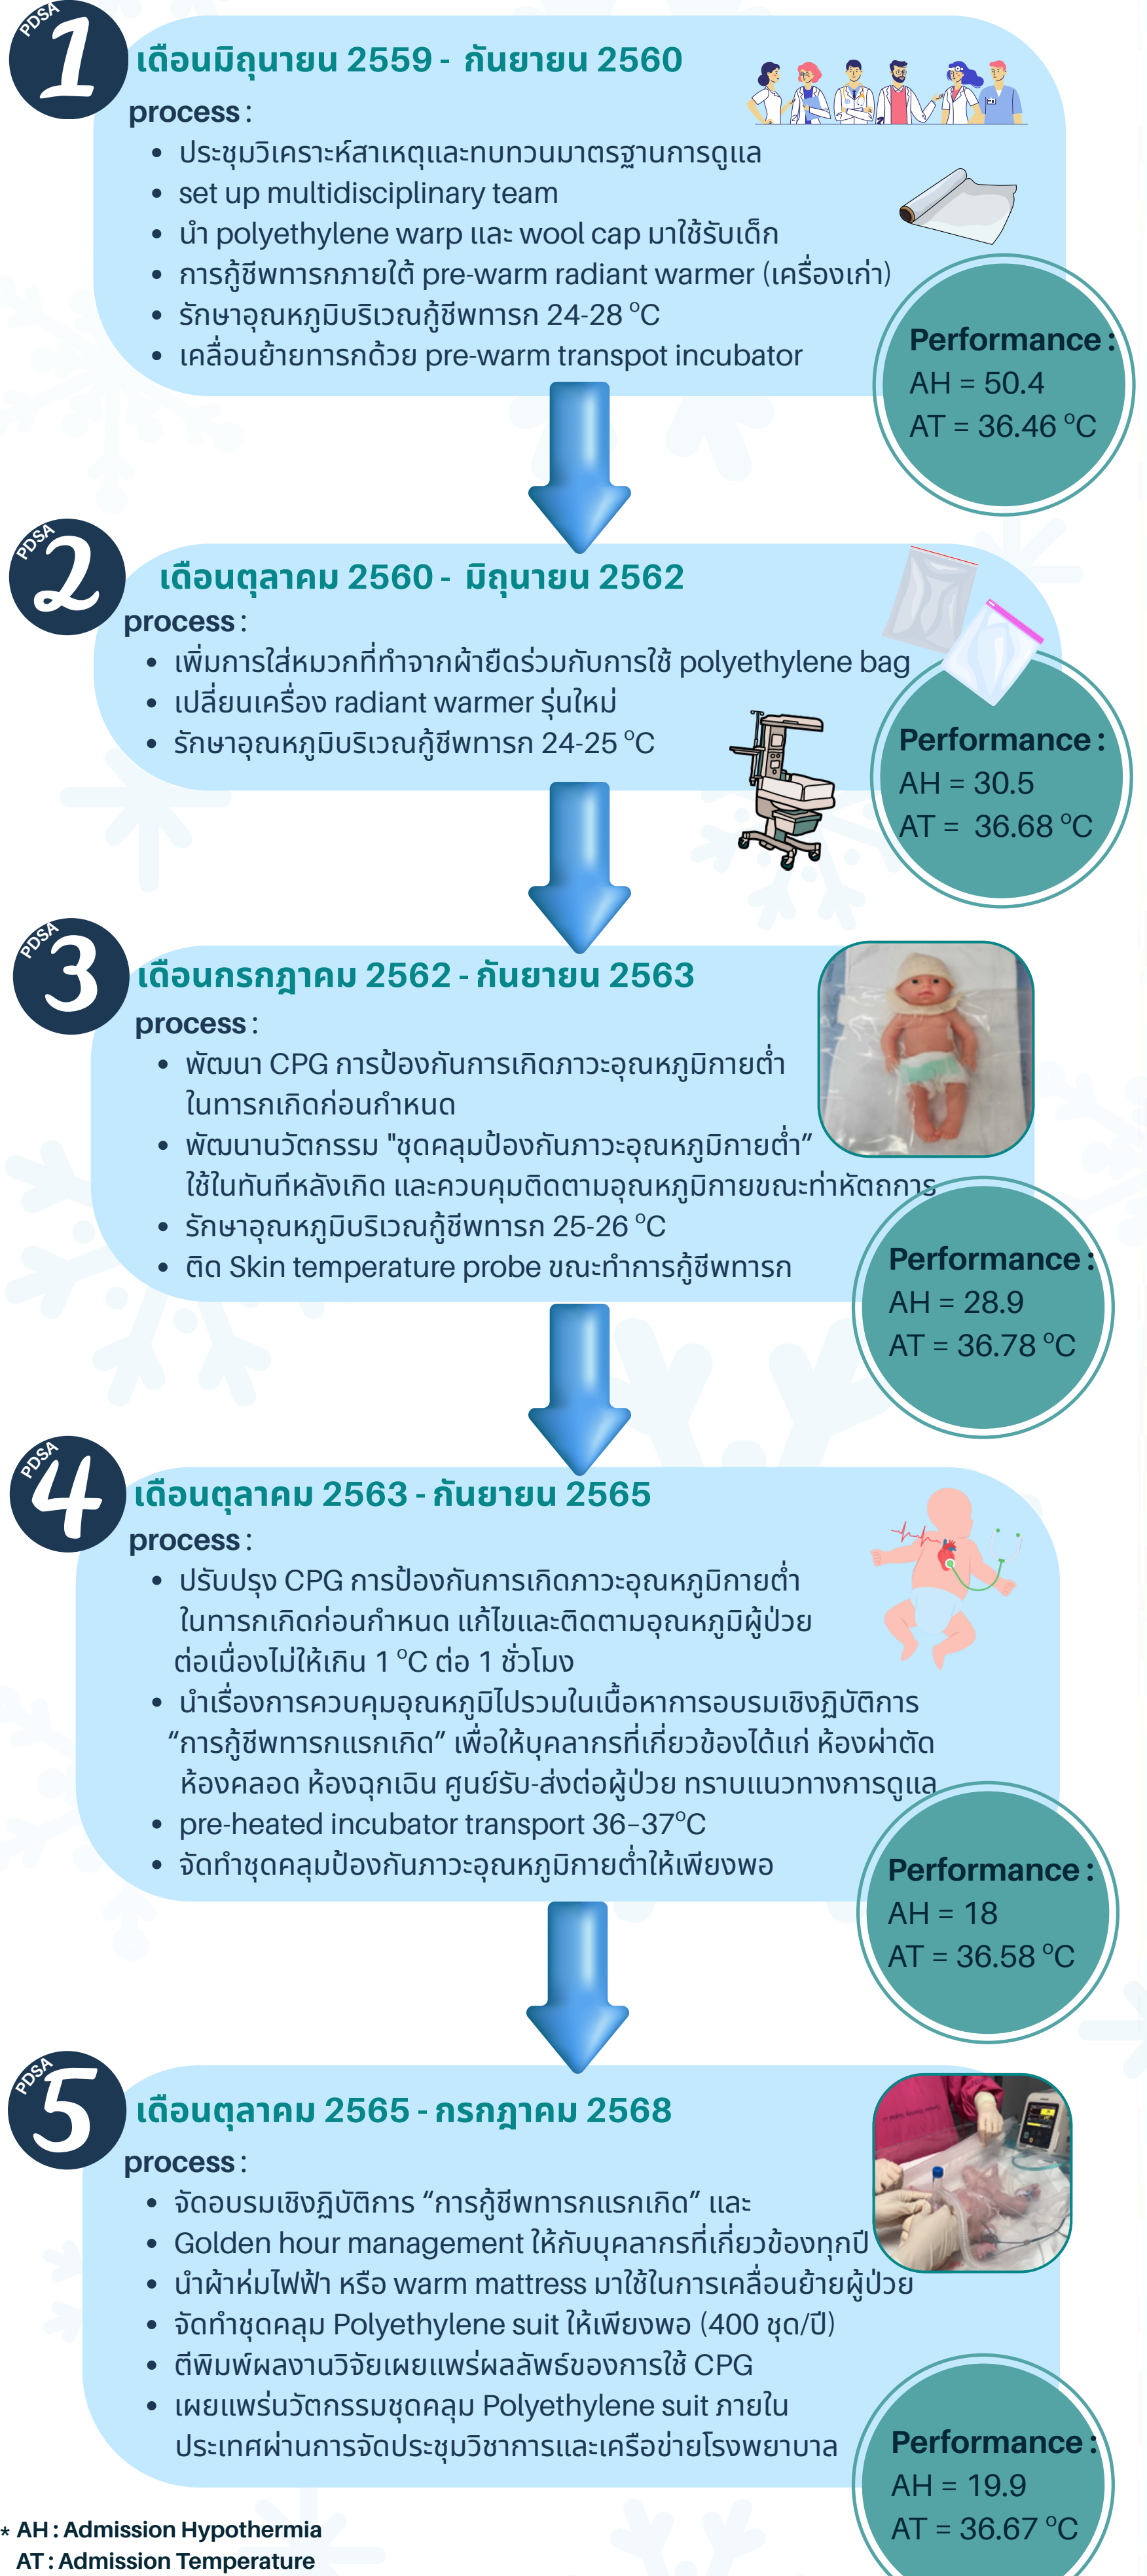 PDSA
1
เดือนมิถุนายน 2559 - กันยายน 2560
process :
• ประชุมวิเคราะห์สาเหตุและทบทวนมาตรฐานการดูแล
• set up multidisciplinary team
• นำ polyethylene warp และ wool cap มาใช้รับเด็ก
• การกู้ชีพทารกภายใต้ pre-warm radiant warmer (เครื่องเก่า)
• รักษาอุณหภูมิบริเวณกู้ชีพทารก 24-28 °C
• เคลื่อนย้ายทารกด้วย pre-warm transpot incubator
Performance :
AH = 50.4
AT = 36.46 °C
PDSA
2
เดือนตุลาคม 2560 - มิถุนายน 2562
process :
• เพิ่มการใส่หมวกที่ทำจากผ้ายืดร่วมกับการใช้ polyethylene bag
• เปลี่ยนเครื่อง radiant warmer รุ่นใหม่
• รักษาอุณหภูมิบริเวณกู้ชีพทารก 24-25 °C
Performance :
AH = 30.5
AT = 36.68 °C
PDSA
3
เดือนกรกฎาคม 2562 - กันยายน 2563
process :
• พัฒนา CPG การป้องกันการเกิดภาวะอุณหภูมิกายต่ำ
ในทารกเกิดก่อนกำหนด
• พัฒนานวัตกรรม "ชุดคลุมป้องกันภาวะอุณหภูมิกายต่ำ”
ใช้ในทันทีหลังเกิด และควบคุมติดตามอุณหภูมิกายขณะท่าหัตถการ
• รักษาอุณหภูมิบริเวณกู้ชีพทารก 25-26 °C
• ติด Skin temperature probe ขณะทำการกู้ชีพทารก
Performance :
AH = 28.9
AT = 36.78 °C
PDSA
4
เดือนตุลาคม 2563 - กันยายน 2565
process :
• ปรับปรุง CPG การป้องกันการเกิดภาวะอุณหภูมิกายต่ำ
ในทารกเกิดก่อนกำหนด แก้ไขและติดตามอุณหภูมิผู้ป่วย
ต่อเนื่องไม่ให้เกิน 1 °C ต่อ 1 ชั่วโมง
• นำเรื่องการควบคุมอุณหภูมิไปรวมในเนื้อหาการอบรมเชิงฏิบัติการ
“การกู้ชีพทารกแรกเกิด” เพื่อให้บุคลากรที่เกี่ยวข้องได้แก่ ห้องผ่าตัด
ห้องคลอด ห้องฉุกเฉิน ศูนย์รับ-ส่งต่อผู้ป่วย ทราบแนวทางการดูแล
• pre-heated incubator transport 36–37°C
• จัดทำชุดคลุมป้องกันภาวะอุณหภูมิกายต่ำให้เพียงพอ
Performance :
AH = 18
AT = 36.58 °C
PDSA
5
เดือนตุลาคม 2565 - กรกฎาคม 2568
process :
• จัดอบรมเชิงฏิบัติการ “การกู้ชีพทารกแรกเกิด” และ
• Golden hour management ให้กับบุคลากรที่เกี่ยวข้องทุกปี
• นำผ้าห่มไฟฟ้า หรือ warm mattress มาใช้ในการเคลื่อนย้ายผู้ป่วย
• จัดทำชุดคลุม Polyethylene suit ให้เพียงพอ (400 ชุด/ปี)
• ตีพิมพ์ผลงานวิจัยเผยแพร่ผลลัพธ์ของการใช้ CPG
• เผยแพร่นวัตกรรมชุดคลุม Polyethylene suit ภายใน
ประเทศผ่านการจัดประชุมวิชาการและเครือข่ายโรงพยาบาล
Performance :
AH = 19.9
AT = 36.67 °C
* AH : Admission Hypothermia
AT : Admission Temperature